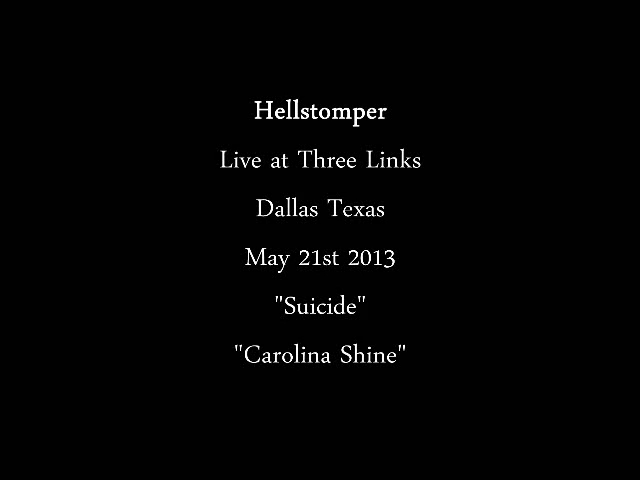 Hellstomper
Live at Three Links
Dallas Texas
May 21st 2013
"Suicide"
"Carolina Shine"